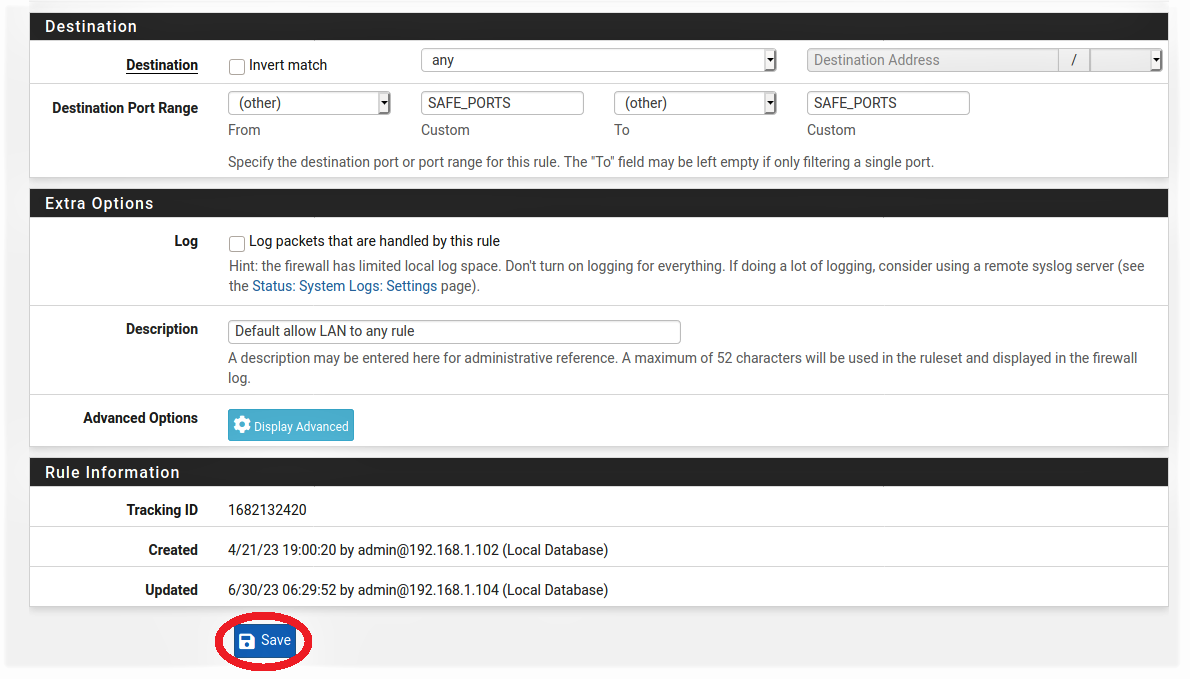 Destination
Destination Invert match any Destination Address /
Destination Port Range (other) SAFE_PORTS (other) SAFE_PORTS
From Custom To Custom
Specify the destination port or port range for this rule. The "To" field may be left empty if only filtering a single port.
Extra Options
Log Log packets that are handled by this rule
Hint: the firewall has limited local log space. Don't turn on logging for everything. If doing a lot of logging, consider using a remote syslog server (see
the Status: System Logs: Settings page).
Description Default allow LAN to any rule
A description may be entered here for administrative reference. A maximum of 52 characters will be used in the ruleset and displayed in the firewall
log.
Advanced Options Display Advanced
Rule Information
Tracking ID 1682132420
Created 4/21/23 19:00:20 by admin@192.168.1.102 (Local Database)
Updated 6/30/23 06:29:52 by admin@192.168.1.104 (Local Database)
Save